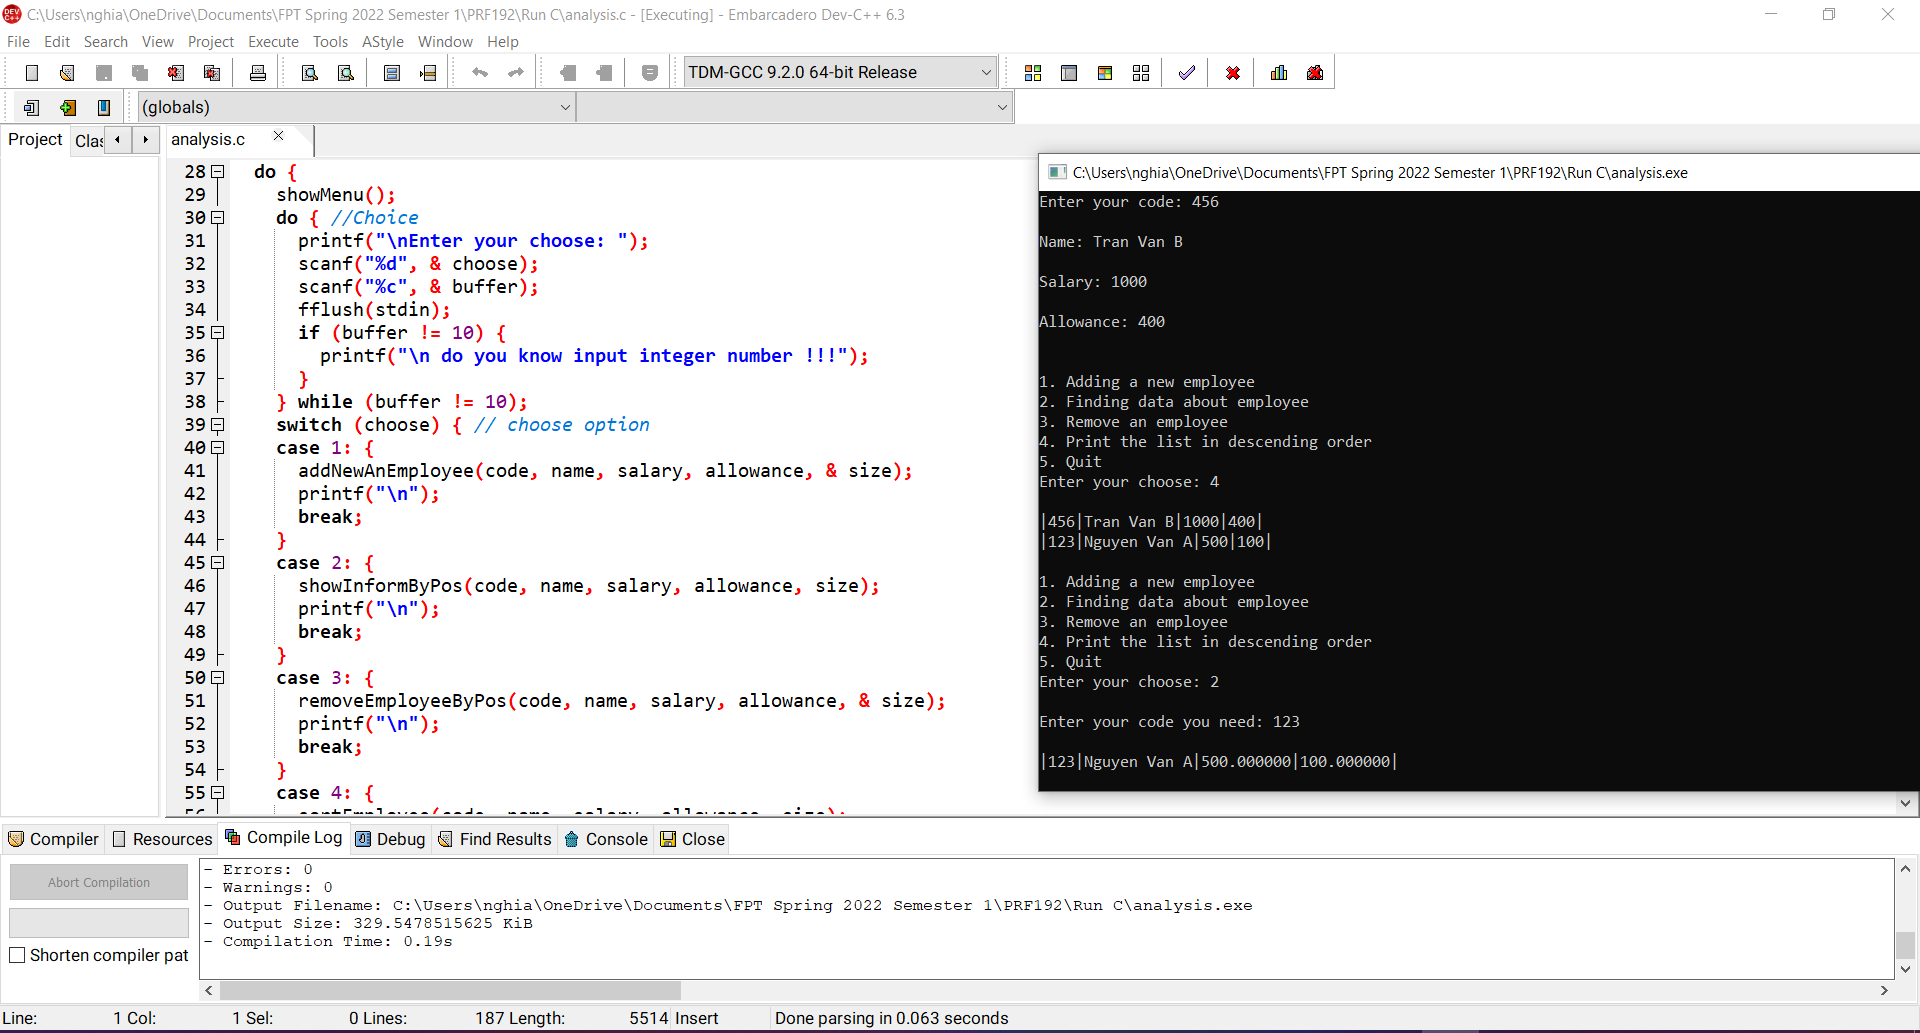 C:\Users\nghia\OneDrive\Documents\FPT Spring 2022 Semester 1\PRF192\Run C\analysis.c - [Executing] - Embarcadero Dev-C++ 6.3
File Edit Search View Project Execute Tools AStyle Window Help
TDM-GCC 9.2.0 64-bit Release
(globals)
Project Clas analysis.c
28 do {
29 showMenu();
30 do { //Choice
31 printf("\nEnter your choose: ");
32 scanf("%d", & choose);
33 scanf("%c", & buffer);
34 fflush(stdin);
35 if (buffer != 10) {
36 printf("\n do you know input integer number !!!");
37 }
38 } while (buffer != 10);
39 switch (choose) { // choose option
40 case 1: {
41 addNewAnEmployee(code, name, salary, allowance, & size);
42 printf("\n");
43 break;
44 }
45 case 2: {
46 showInformByPos(code, name, salary, allowance, size);
47 printf("\n");
48 break;
49 }
50 case 3: {
51 removeEmployeeByPos(code, name, salary, allowance, & size);
52 printf("\n");
53 break;
54 }
55 case 4: {
C:\Users\nghia\OneDrive\Documents\FPT Spring 2022 Semester 1\PRF192\Run C\analysis.exe
Enter your code: 456
Name: Tran Van B
Salary: 1000
Allowance: 400
1. Adding a new employee
2. Finding data about employee
3. Remove an employee
4. Print the list in descending order
5. Quit
Enter your choose: 4
|456|Tran Van B|1000|400|
|123|Nguyen Van A|500|100|
1. Adding a new employee
2. Finding data about employee
3. Remove an employee
4. Print the list in descending order
5. Quit
Enter your choose: 2
Enter your code you need: 123
|123|Nguyen Van A|500.000000|100.000000|
Compiler Resources Compile Log Debug Find Results Console Close
Abort Compilation
Shorten compiler pat
- Errors: 0
- Warnings: 0
- Output Filename: C:\Users\nghia\OneDrive\Documents\FPT Spring 2022 Semester 1\PRF192\Run C\analysis.exe
- Output Size: 329.5478515625 KiB
- Compilation Time: 0.19s
Line: 1 Col: 1 Sel: 0 Lines: 187 Length: 5514 Insert Done parsing in 0.063 seconds